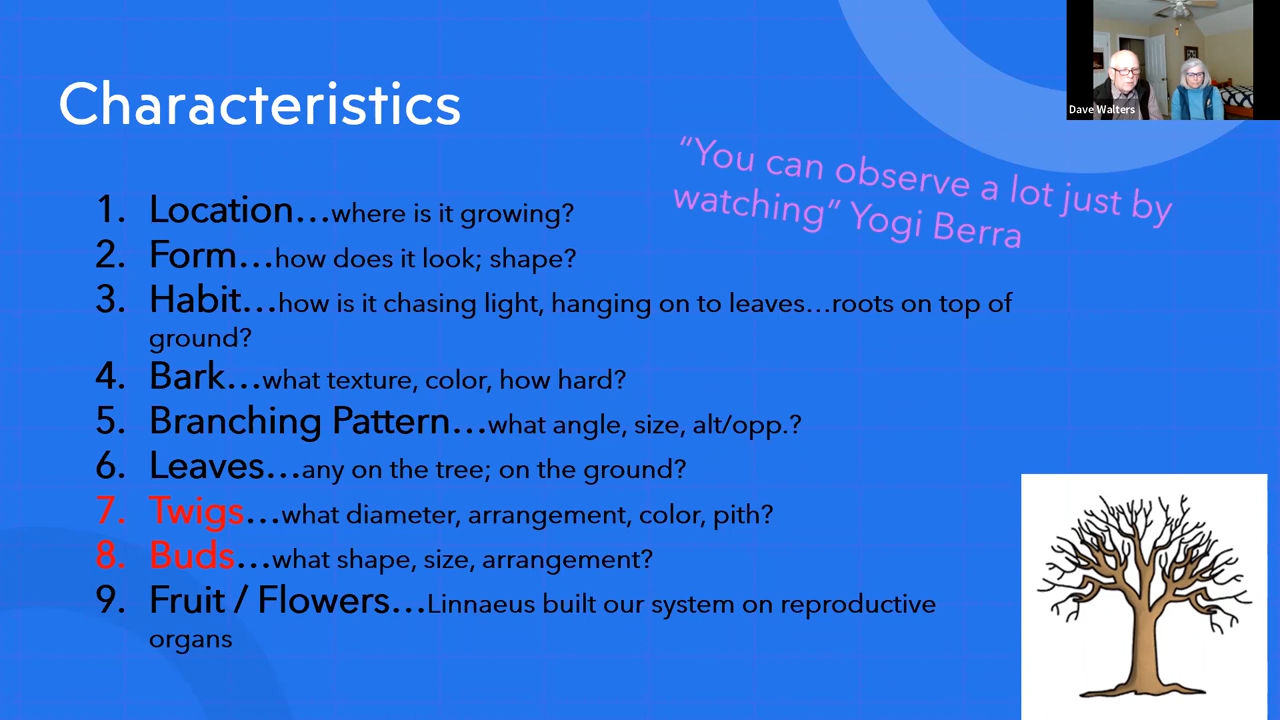 Characteristics
Dave Walters
“You can observe a lot just by
watching” Yogi Berra
1. Location...where is it growing?
2. Form...how does it look; shape?
3. Habit...how is it chasing light, hanging on to leaves...roots on top of
ground?
4. Bark...what texture, color, how hard?
5. Branching Pattern...what angle, size, alt/opp.?
6. Leaves...any on the tree; on the ground?
7. Twigs...what diameter, arrangement, color, pith?
8. Buds...what shape, size, arrangement?
9. Fruit / Flowers...Linnaeus built our system on reproductive
organs